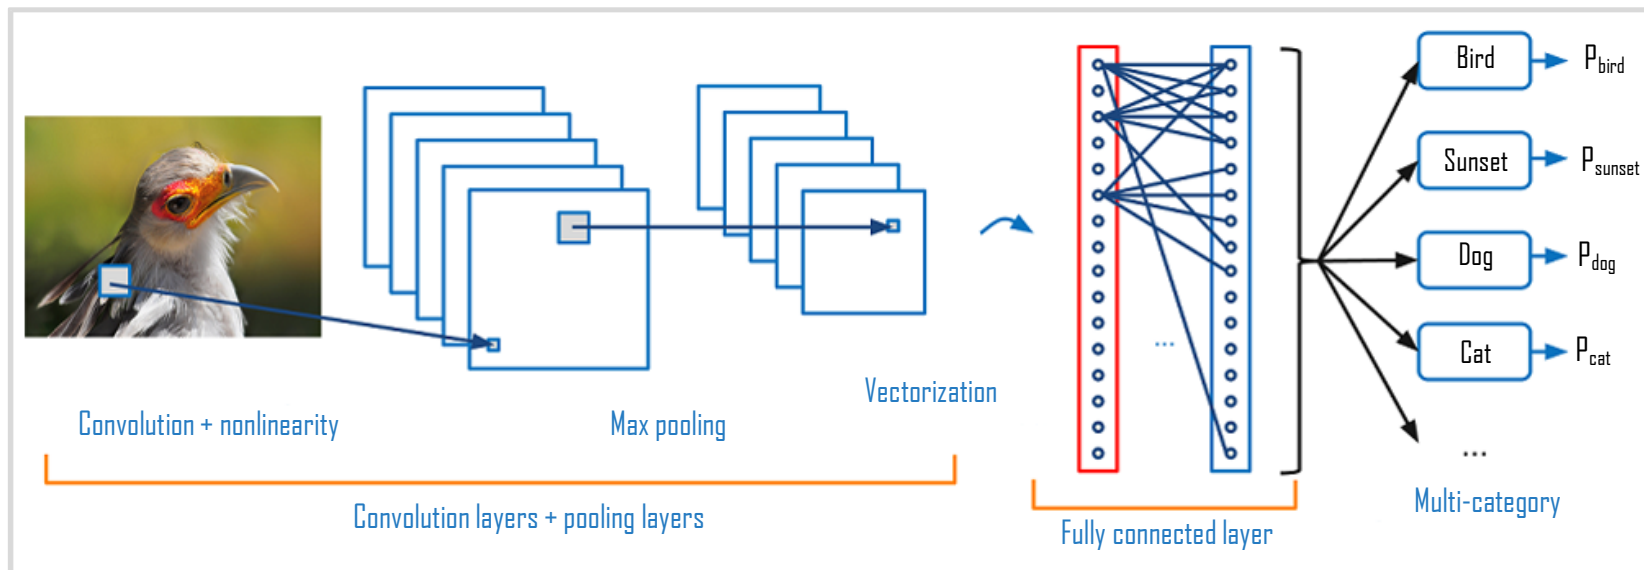 Bird
P_bird
Sunset
P_sunset
Dog
P_dog
Cat
P_cat
...
...
Convolution + nonlinearity
Max pooling
Vectorization
Convolution layers + pooling layers
Fully connected layer
Multi-category